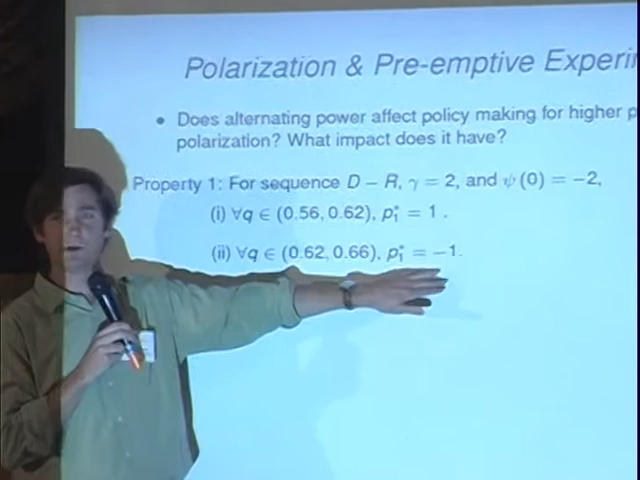 Polarization & Pre-emptive
• Does alternating power affect policy making for higher
polarization? What impact does it have?
Property 1: For sequence D − R, γ = 2, and ψ(0) = −2,
(i) ∀q ∈ (0.56, 0.62), p₁* = 1 .
(ii) ∀q ∈ (0.62, 0.66), p₁* = −1.